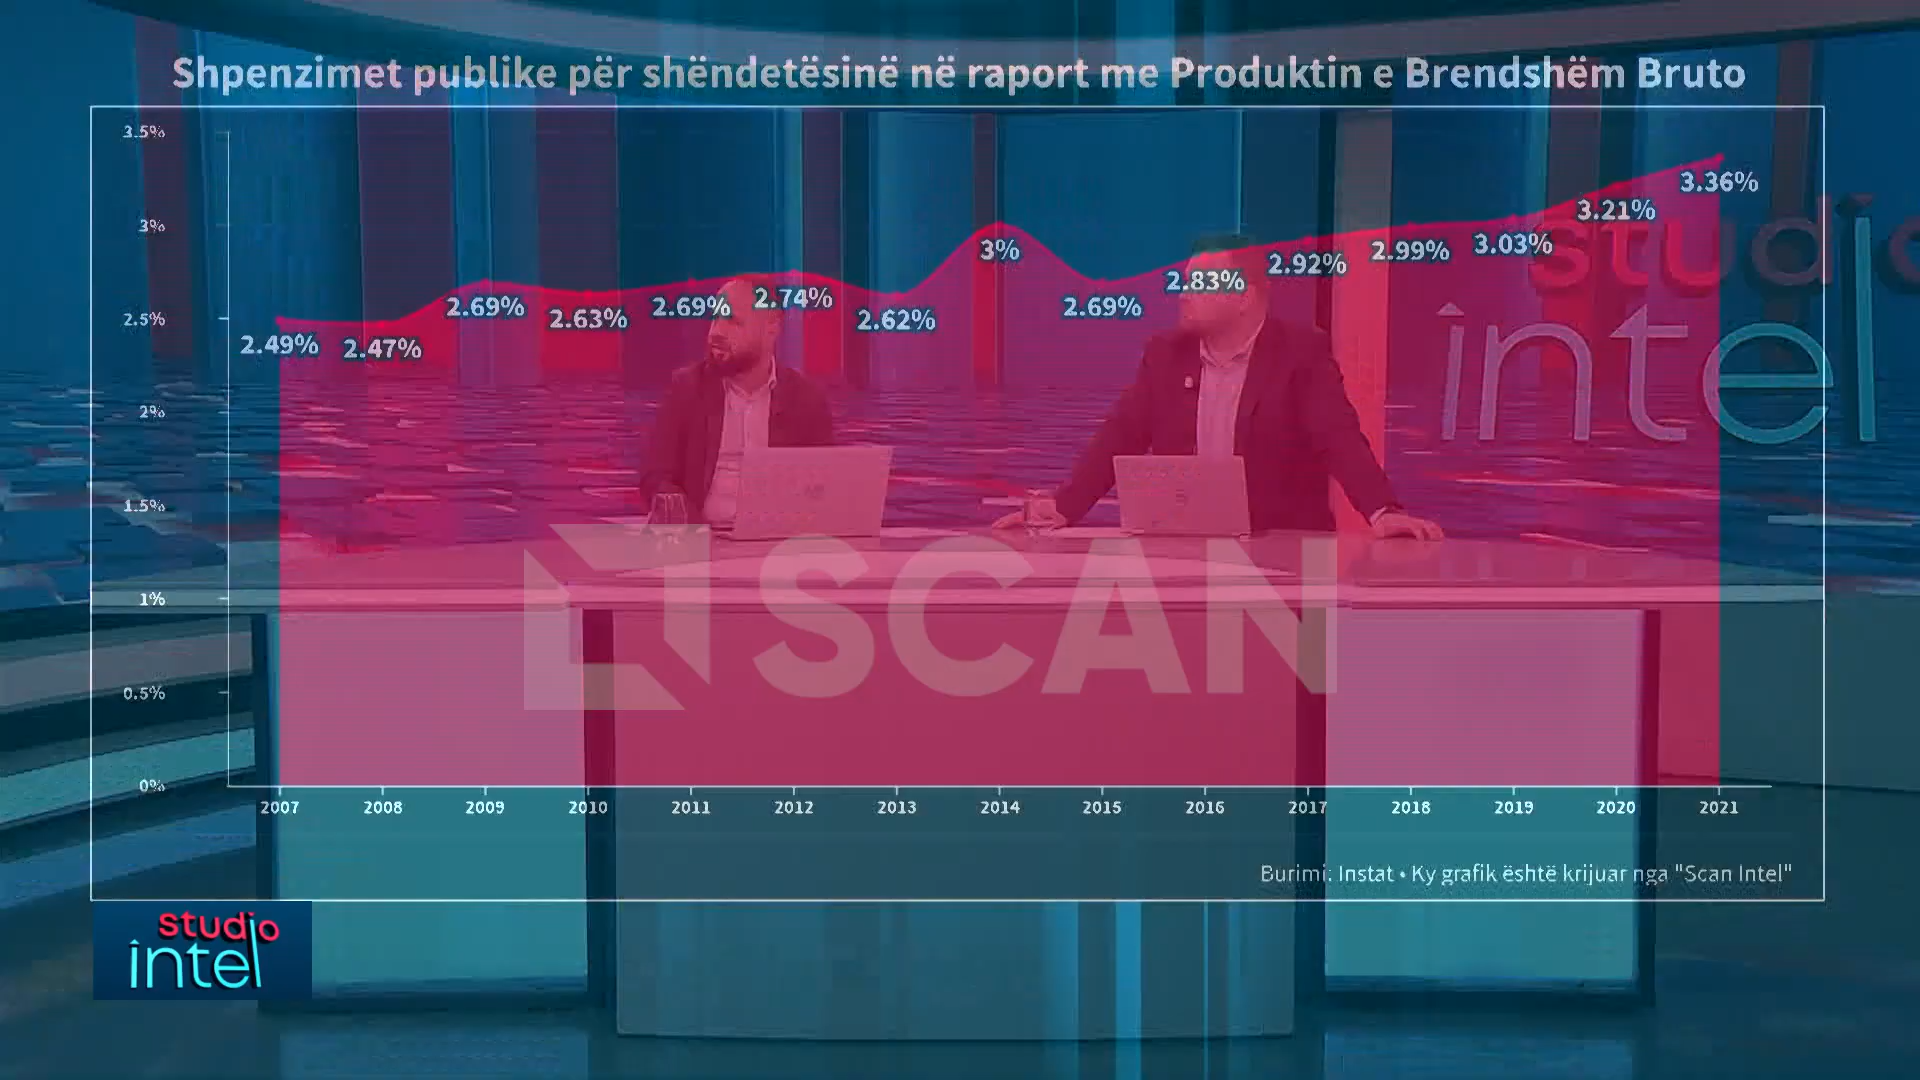 Shpenzimet publike për shëndetësinë në raport me Produktin e Brendshëm Bruto
3.5%
3%
2.5%
2%
1.5%
1%
0.5%
0%
2.49%
2.47%
2.69%
2.63%
2.69%
2.74%
2.62%
3%
2.69%
2.83%
2.92%
2.99%
3.03%
3.21%
3.36%
studio
intel
SCAN
2007 2008 2009 2010 2011 2012 2013 2014 2015 2016 2017 2018 2019 2020 2021
Burimi: Instat • Ky grafik është krijuar nga "Scan Intel"
studio
intel